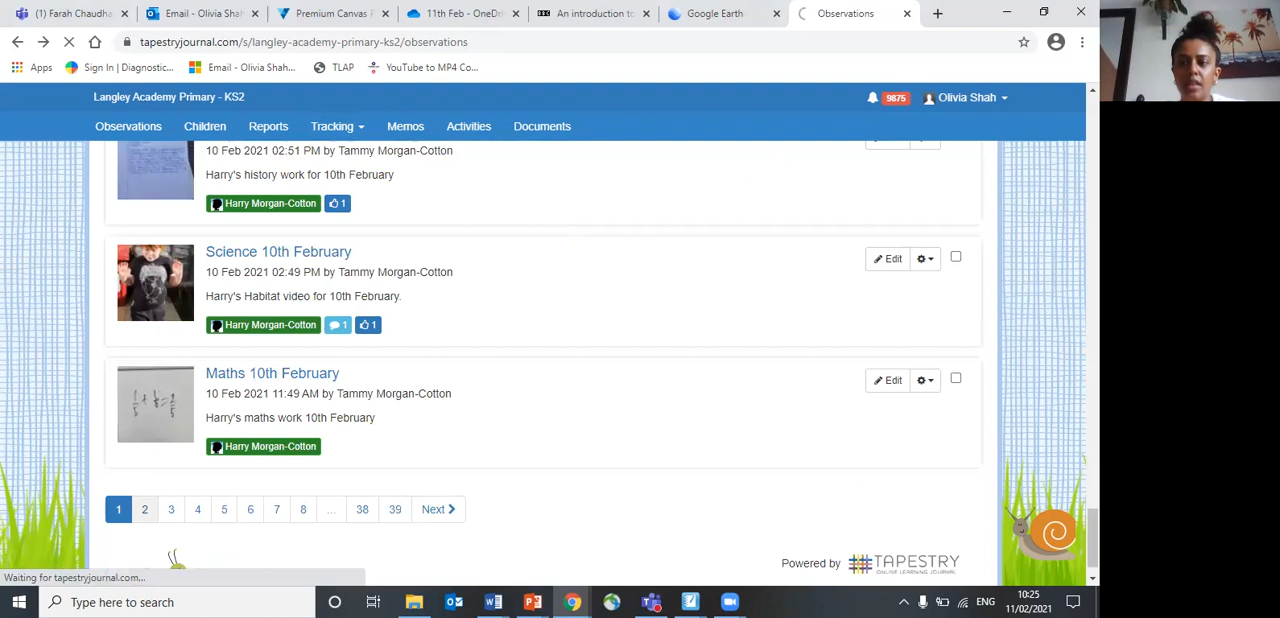 (1) Farah Chaudha
Email - Olivia Shah
Premium Canvas P
11th Feb - OneDri
An introduction to
Google Earth
Observations
tapestryjournal.com/s/langley-academy-primary-ks2/observations
Apps
Sign In | Diagnostic...
Email - Olivia Shah...
TLAP
YouTube to MP4 Co...
Langley Academy Primary - KS2
9875
Olivia Shah
Observations
Children
Reports
Tracking
Memos
Activities
Documents
10 Feb 2021 02:51 PM by Tammy Morgan-Cotton
Harry's history work for 10th February
Harry Morgan-Cotton
1
Science 10th February
Edit
10 Feb 2021 02:49 PM by Tammy Morgan-Cotton
Harry's Habitat video for 10th February.
Harry Morgan-Cotton
1
1
Maths 10th February
Edit
10 Feb 2021 11:49 AM by Tammy Morgan-Cotton
Harry's maths work 10th February
Harry Morgan-Cotton
1 2 3 4 5 6 7 8 ... 38 39 Next
Powered by TAPESTRY
ONLINE LEARNING JOURNAL
Waiting for tapestryjournal.com...
Type here to search
ENG
10:25
11/02/2021